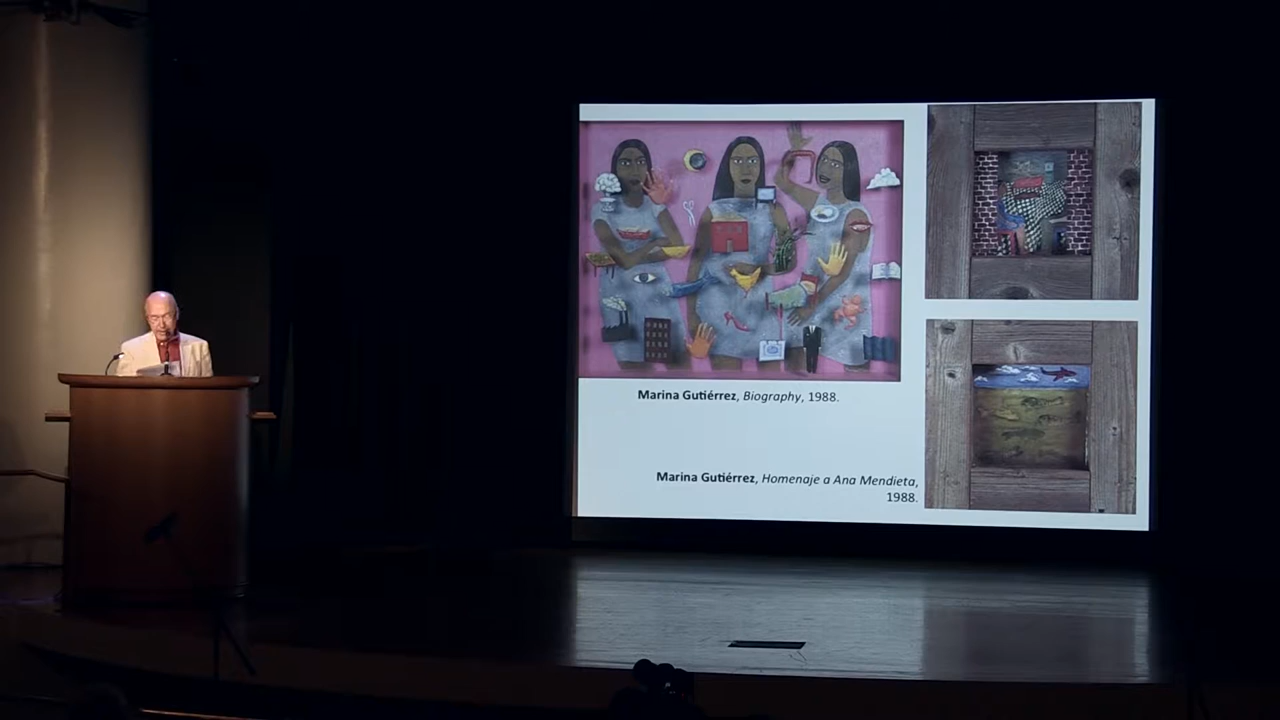 Marina Gutiérrez, Biography, 1988.
Marina Gutiérrez, Homenaje a Ana Mendieta,
1988.